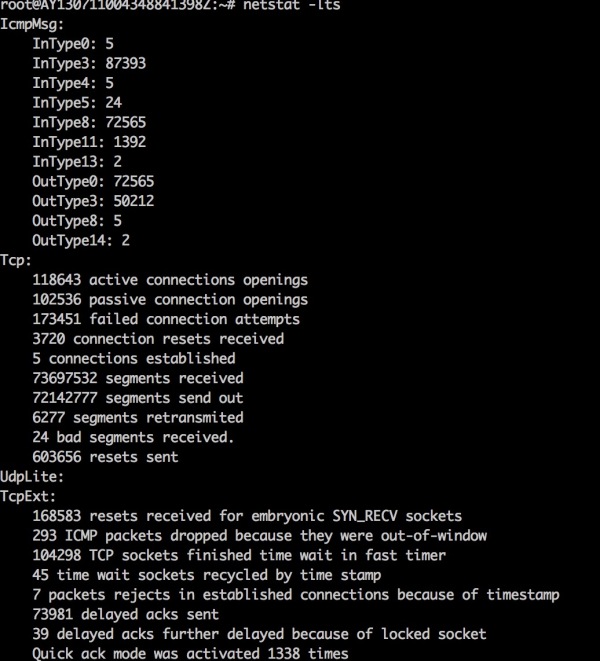 root@AY130711004348841398Z:~# netstat -lts
IcmpMsg:
InType0: 5
InType3: 87393
InType4: 5
InType5: 24
InType8: 72565
InType11: 1392
InType13: 2
OutType0: 72565
OutType3: 50212
OutType8: 5
OutType14: 2
Tcp:
118643 active connections openings
102536 passive connection openings
173451 failed connection attempts
3720 connection resets received
5 connections established
73697532 segments received
72142777 segments send out
6277 segments retransmited
24 bad segments received.
603656 resets sent
UdpLite:
TcpExt:
168583 resets received for embryonic SYN_RECV sockets
293 ICMP packets dropped because they were out-of-window
104298 TCP sockets finished time wait in fast timer
45 time wait sockets recycled by time stamp
7 packets rejects in established connections because of timestamp
73981 delayed acks sent
39 delayed acks further delayed because of locked socket
Quick ack mode was activated 1338 times